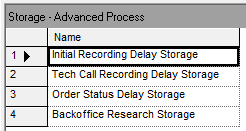 Storage - Advanced Process
Name
1 Initial Recording Delay Storage
2 Tech Call Recording Delay Storage
3 Order Status Delay Storage
4 Backoffice Research Storage